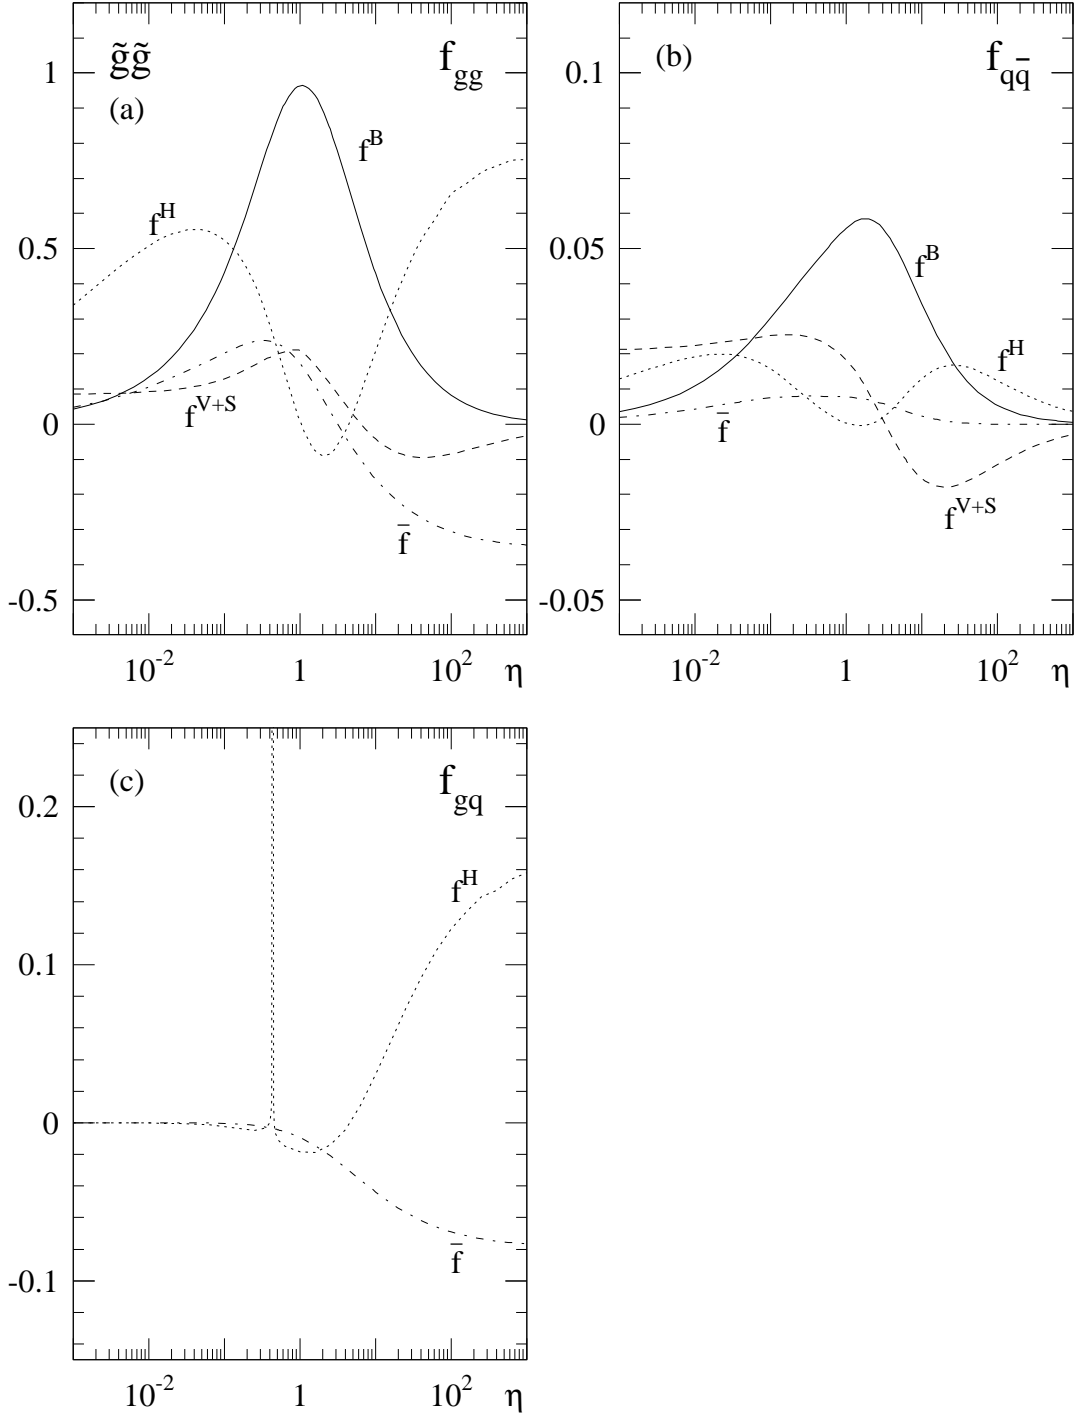 g̃g̃ f_gg
(a)
1
f^B
f^H
0.5
f^V+S
0
f̄
-0.5
10^-2 1 10^2 η
(b) f_qq̄
0.1
0.05
f^B
f^H
f̄
0
f^V+S
-0.05
10^-2 1 10^2 η
(c) f_gq
0.2
f^H
0.1
0
f̄
-0.1
10^-2 1 10^2 η